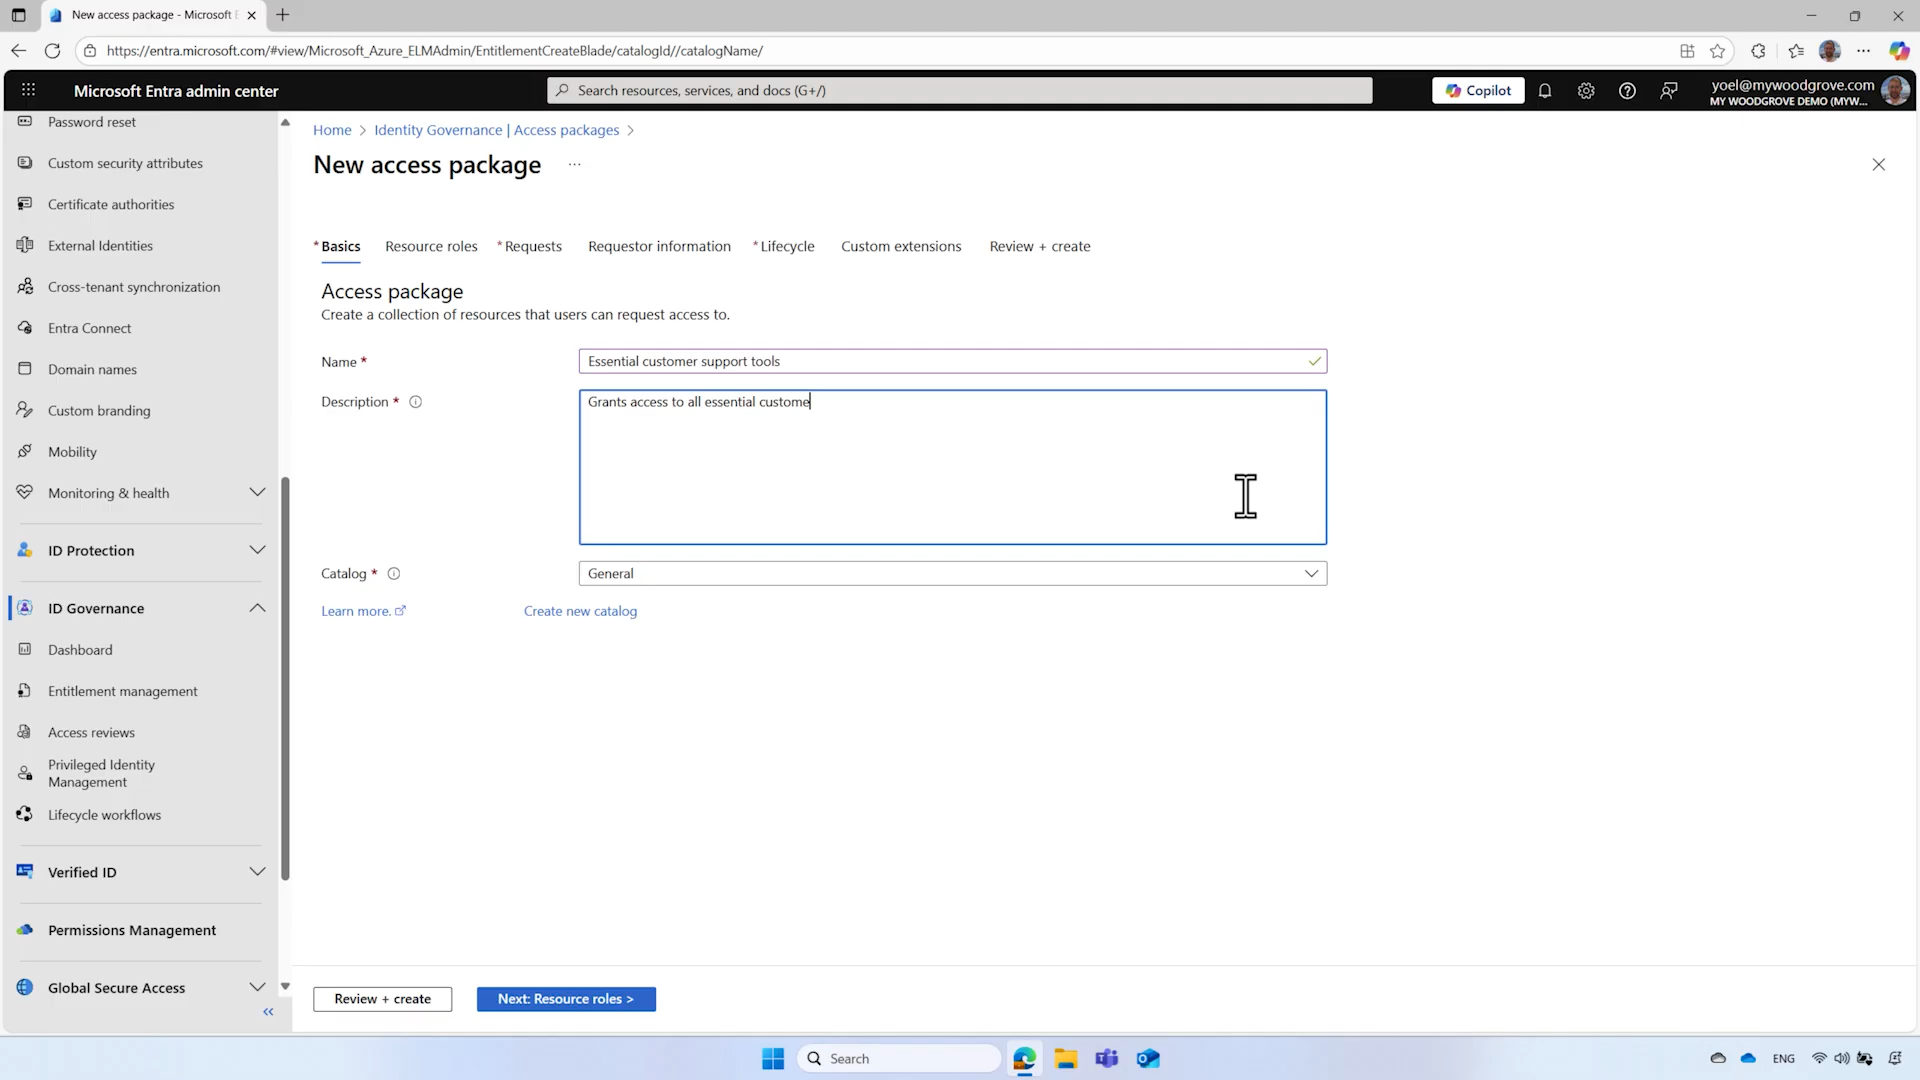 New access package - Microsoft E
https://entra.microsoft.com/#view/Microsoft_Azure_ELMAdmin/EntitlementCreateBlade/catalogId//catalogName/
Microsoft Entra admin center
Search resources, services, and docs (G+/)
Copilot
yoel@mywoodgrove.com
MY WOODGROVE DEMO (MYW...
Password reset
Custom security attributes
Certificate authorities
External Identities
Cross-tenant synchronization
Entra Connect
Domain names
Custom branding
Mobility
Monitoring & health
ID Protection
ID Governance
Dashboard
Entitlement management
Access reviews
Privileged Identity
Management
Lifecycle workflows
Verified ID
Permissions Management
Global Secure Access
Home > Identity Governance | Access packages >
New access package ...
* Basics Resource roles * Requests Requestor information * Lifecycle Custom extensions Review + create
Access package
Create a collection of resources that users can request access to.
Name * Essential customer support tools
Description * Grants access to all essential custome
Catalog * General
Learn more. Create new catalog
Review + create Next: Resource roles >
Search
ENG